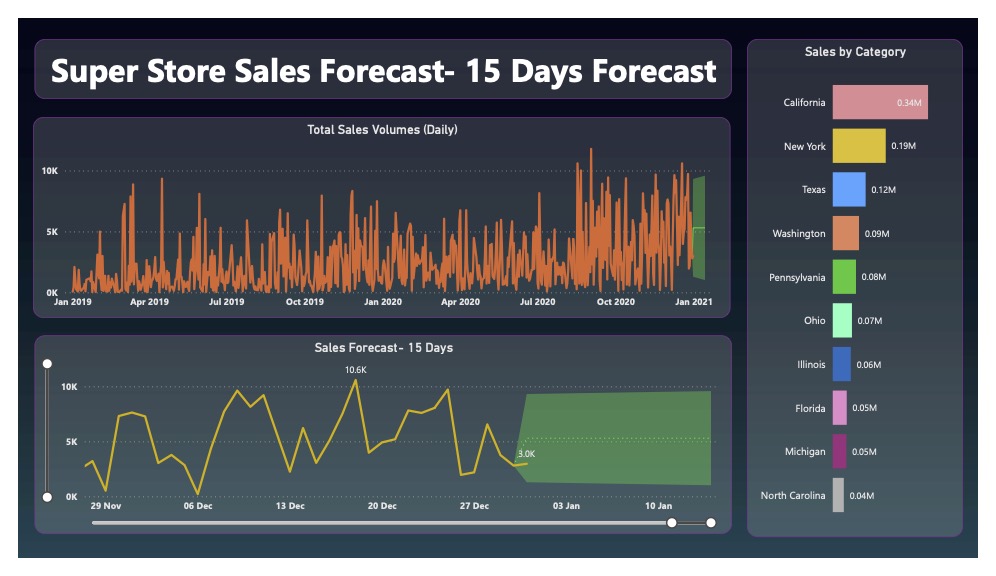 Super Store Sales Forecast- 15 Days Forecast
Total Sales Volumes (Daily)
10K
5K
0K
Jan 2019 Apr 2019 Jul 2019 Oct 2019 Jan 2020 Apr 2020 Jul 2020 Oct 2020 Jan 2021
Sales Forecast- 15 Days
10.6K
10K
5K
3.0K
0K
29 Nov 06 Dec 13 Dec 20 Dec 27 Dec 03 Jan 10 Jan
Sales by Category
California 0.34M
New York 0.19M
Texas 0.12M
Washington 0.09M
Pennsylvania 0.08M
Ohio 0.07M
Illinois 0.06M
Florida 0.05M
Michigan 0.05M
North Carolina 0.04M